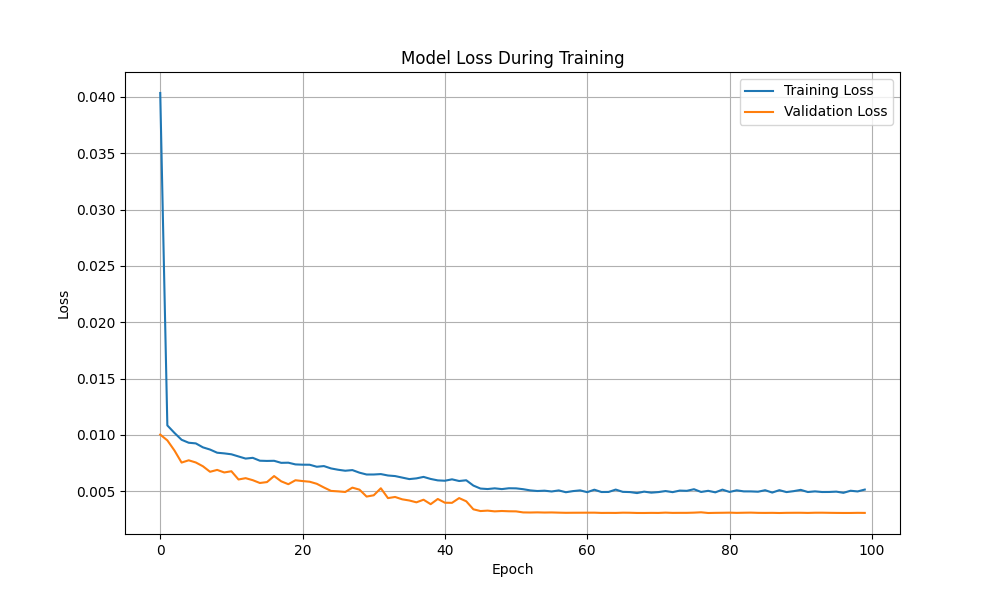 Model Loss During Training
Training Loss
Validation Loss
0.040
0.035
0.030
0.025
0.020
0.015
0.010
0.005
Loss
0 20 40 60 80 100
Epoch